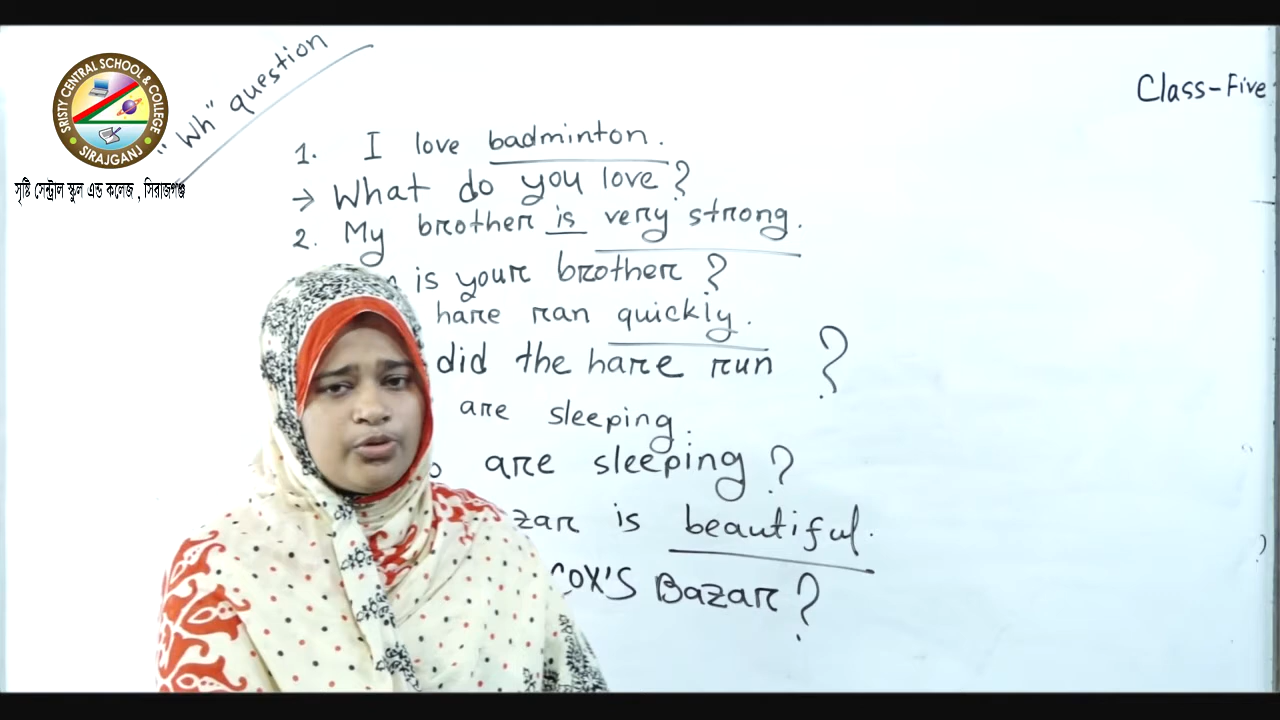 SRISTY CENTRAL SCHOOL & COLLEGE
SIRAJGANJ
সৃষ্টি সেন্ট্রাল স্কুল এন্ড কলেজ , সিরাজগঞ্জ
"Wh" question
Class-Five
1. I love badminton.
→ What do you love?
2. My brother is very strong.
is your brother?
hare ran quickly.
did the hare run ?
are sleeping.
are sleeping?
zar is beautiful.
COX'S Bazar?